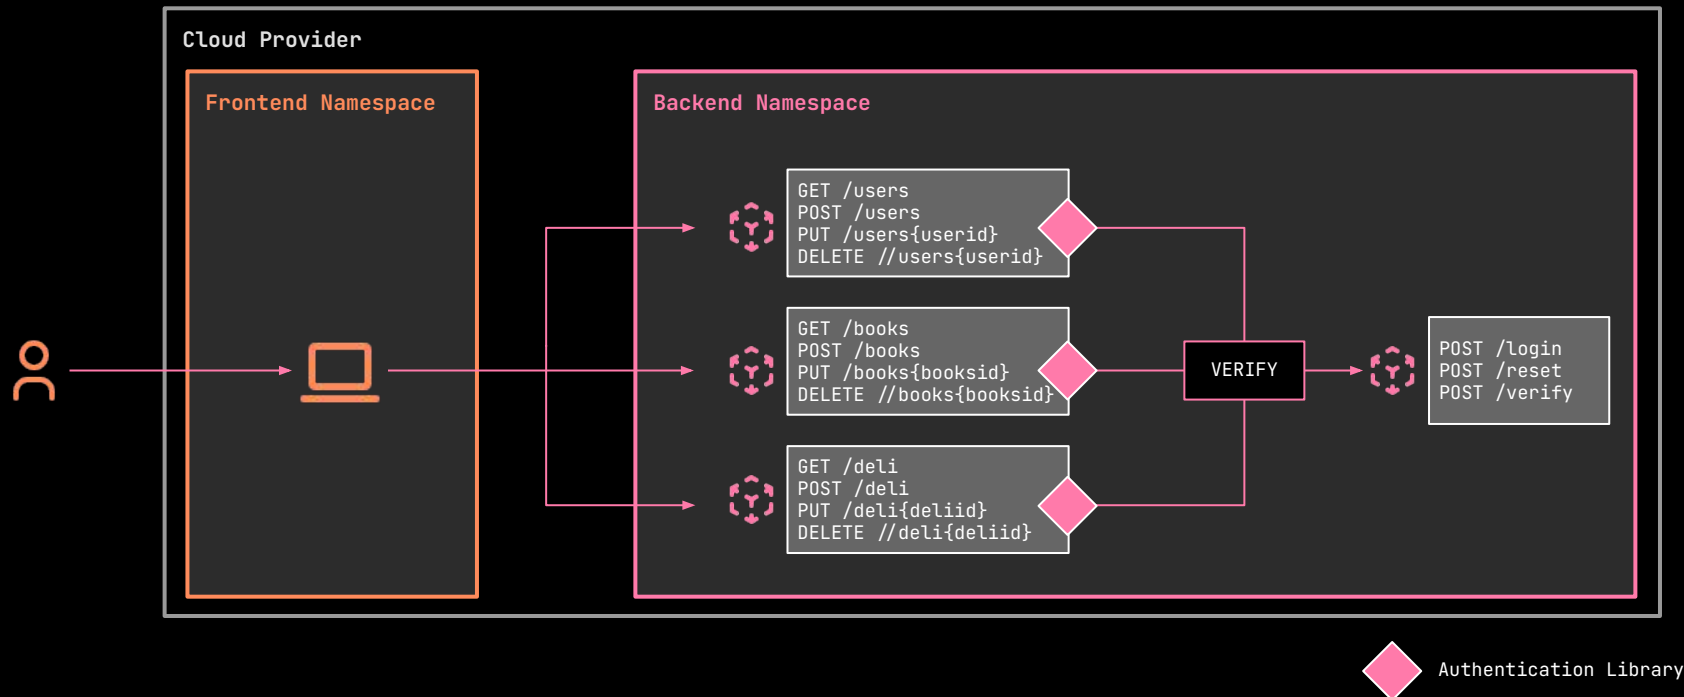 Cloud Provider
Frontend Namespace
Backend Namespace
GET /users
POST /users
PUT /users{userid}
DELETE //users{userid}
GET /books
POST /books
PUT /books{booksid}
DELETE //books{booksid}
GET /deli
POST /deli
PUT /deli{deliid}
DELETE //deli{deliid}
VERIFY
POST /login
POST /reset
POST /verify
Authentication Library